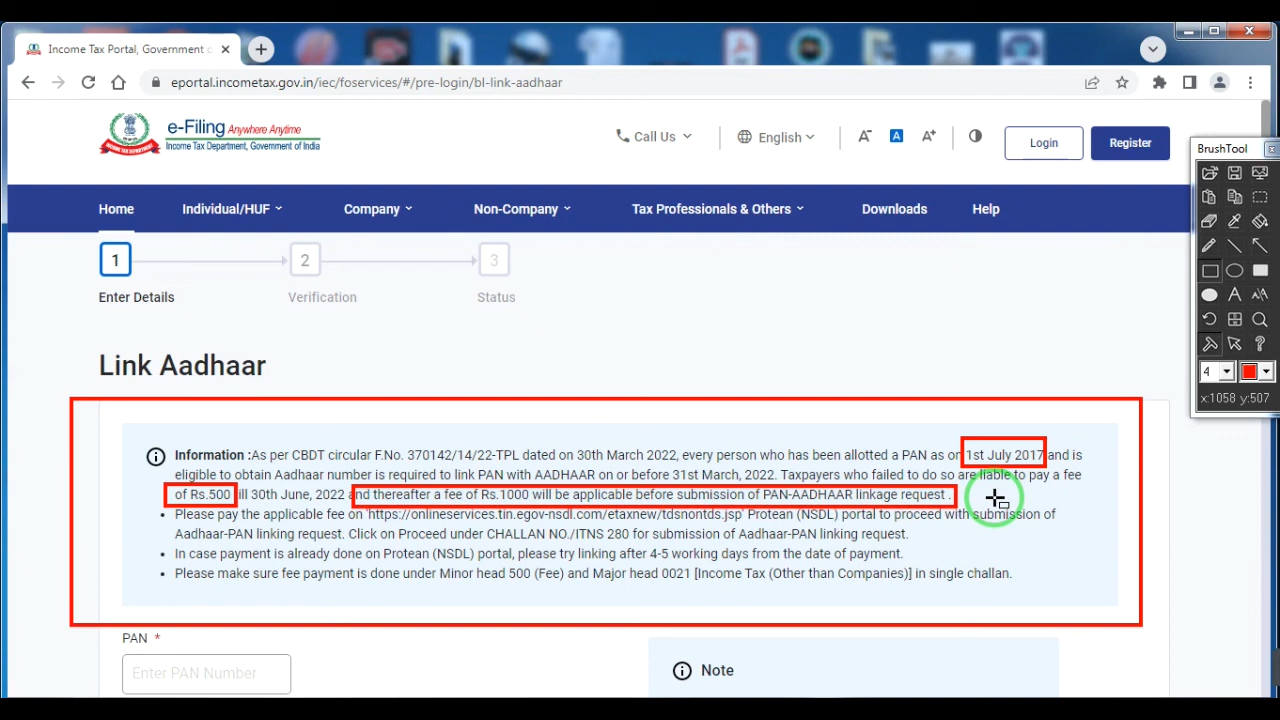 Income Tax Portal, Government o
eportal.incometax.gov.in/iec/foservices/#/pre-login/bl-link-aadhaar
e-Filing Anywhere Anytime
Income Tax Department, Government of India
Call Us
English
A-
A
A+
Login
Register
BrushTool
Home
Individual/HUF
Company
Non-Company
Tax Professionals & Others
Downloads
Help
1
2
3
Enter Details
Verification
Status
4
x:1058 y:507
Link Aadhaar
Information :As per CBDT circular F.No. 370142/14/22-TPL dated on 30th March 2022, every person who has been allotted a PAN as on 1st July 2017 and is
eligible to obtain Aadhaar number is required to link PAN with AADHAAR on or before 31st March, 2022. Taxpayers who failed to do so are liable to pay a fee
of Rs.500 till 30th June, 2022 and thereafter a fee of Rs.1000 will be applicable before submission of PAN-AADHAAR linkage request .
• Please pay the applicable fee on 'https://onlineservices.tin.egov-nsdl.com/etaxnew/tdsnontds.jsp' Protean (NSDL) portal to proceed with submission of
Aadhaar-PAN linking request. Click on Proceed under CHALLAN NO./ITNS 280 for submission of Aadhaar-PAN linking request.
• In case payment is already done on Protean (NSDL) portal, please try linking after 4-5 working days from the date of payment.
• Please make sure fee payment is done under Minor head 500 (Fee) and Major head 0021 [Income Tax (Other than Companies)] in single challan.
PAN *
Enter PAN Number
Note